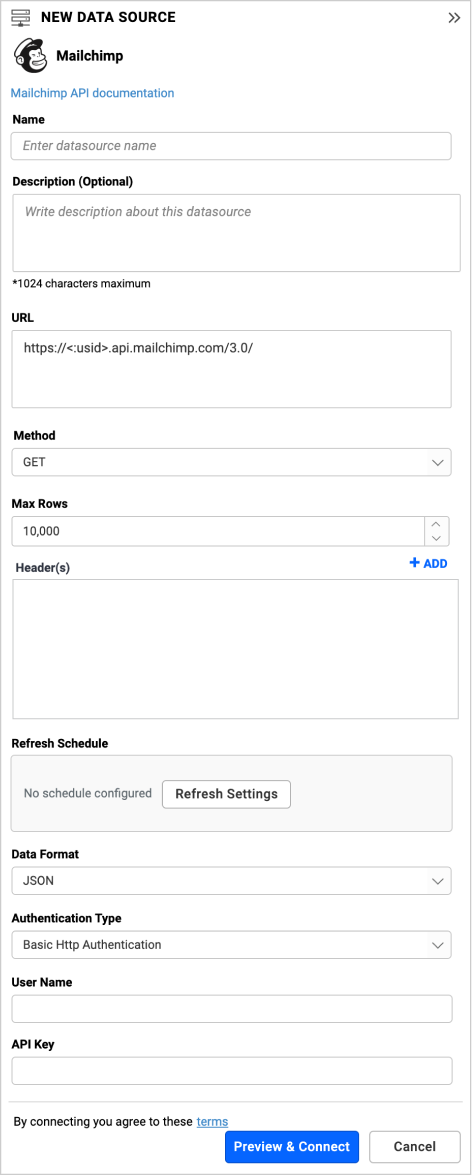 NEW DATA SOURCE
Mailchimp
Mailchimp API documentation
Name
Enter datasource name
Description (Optional)
Write description about this datasource
*1024 characters maximum
URL
https://<:usid>.api.mailchimp.com/3.0/
Method
GET
Max Rows
10,000
Header(s)
+ ADD
Refresh Schedule
No schedule configured Refresh Settings
Data Format
JSON
Authentication Type
Basic Http Authentication
User Name
API Key
By connecting you agree to these terms
Preview & Connect Cancel